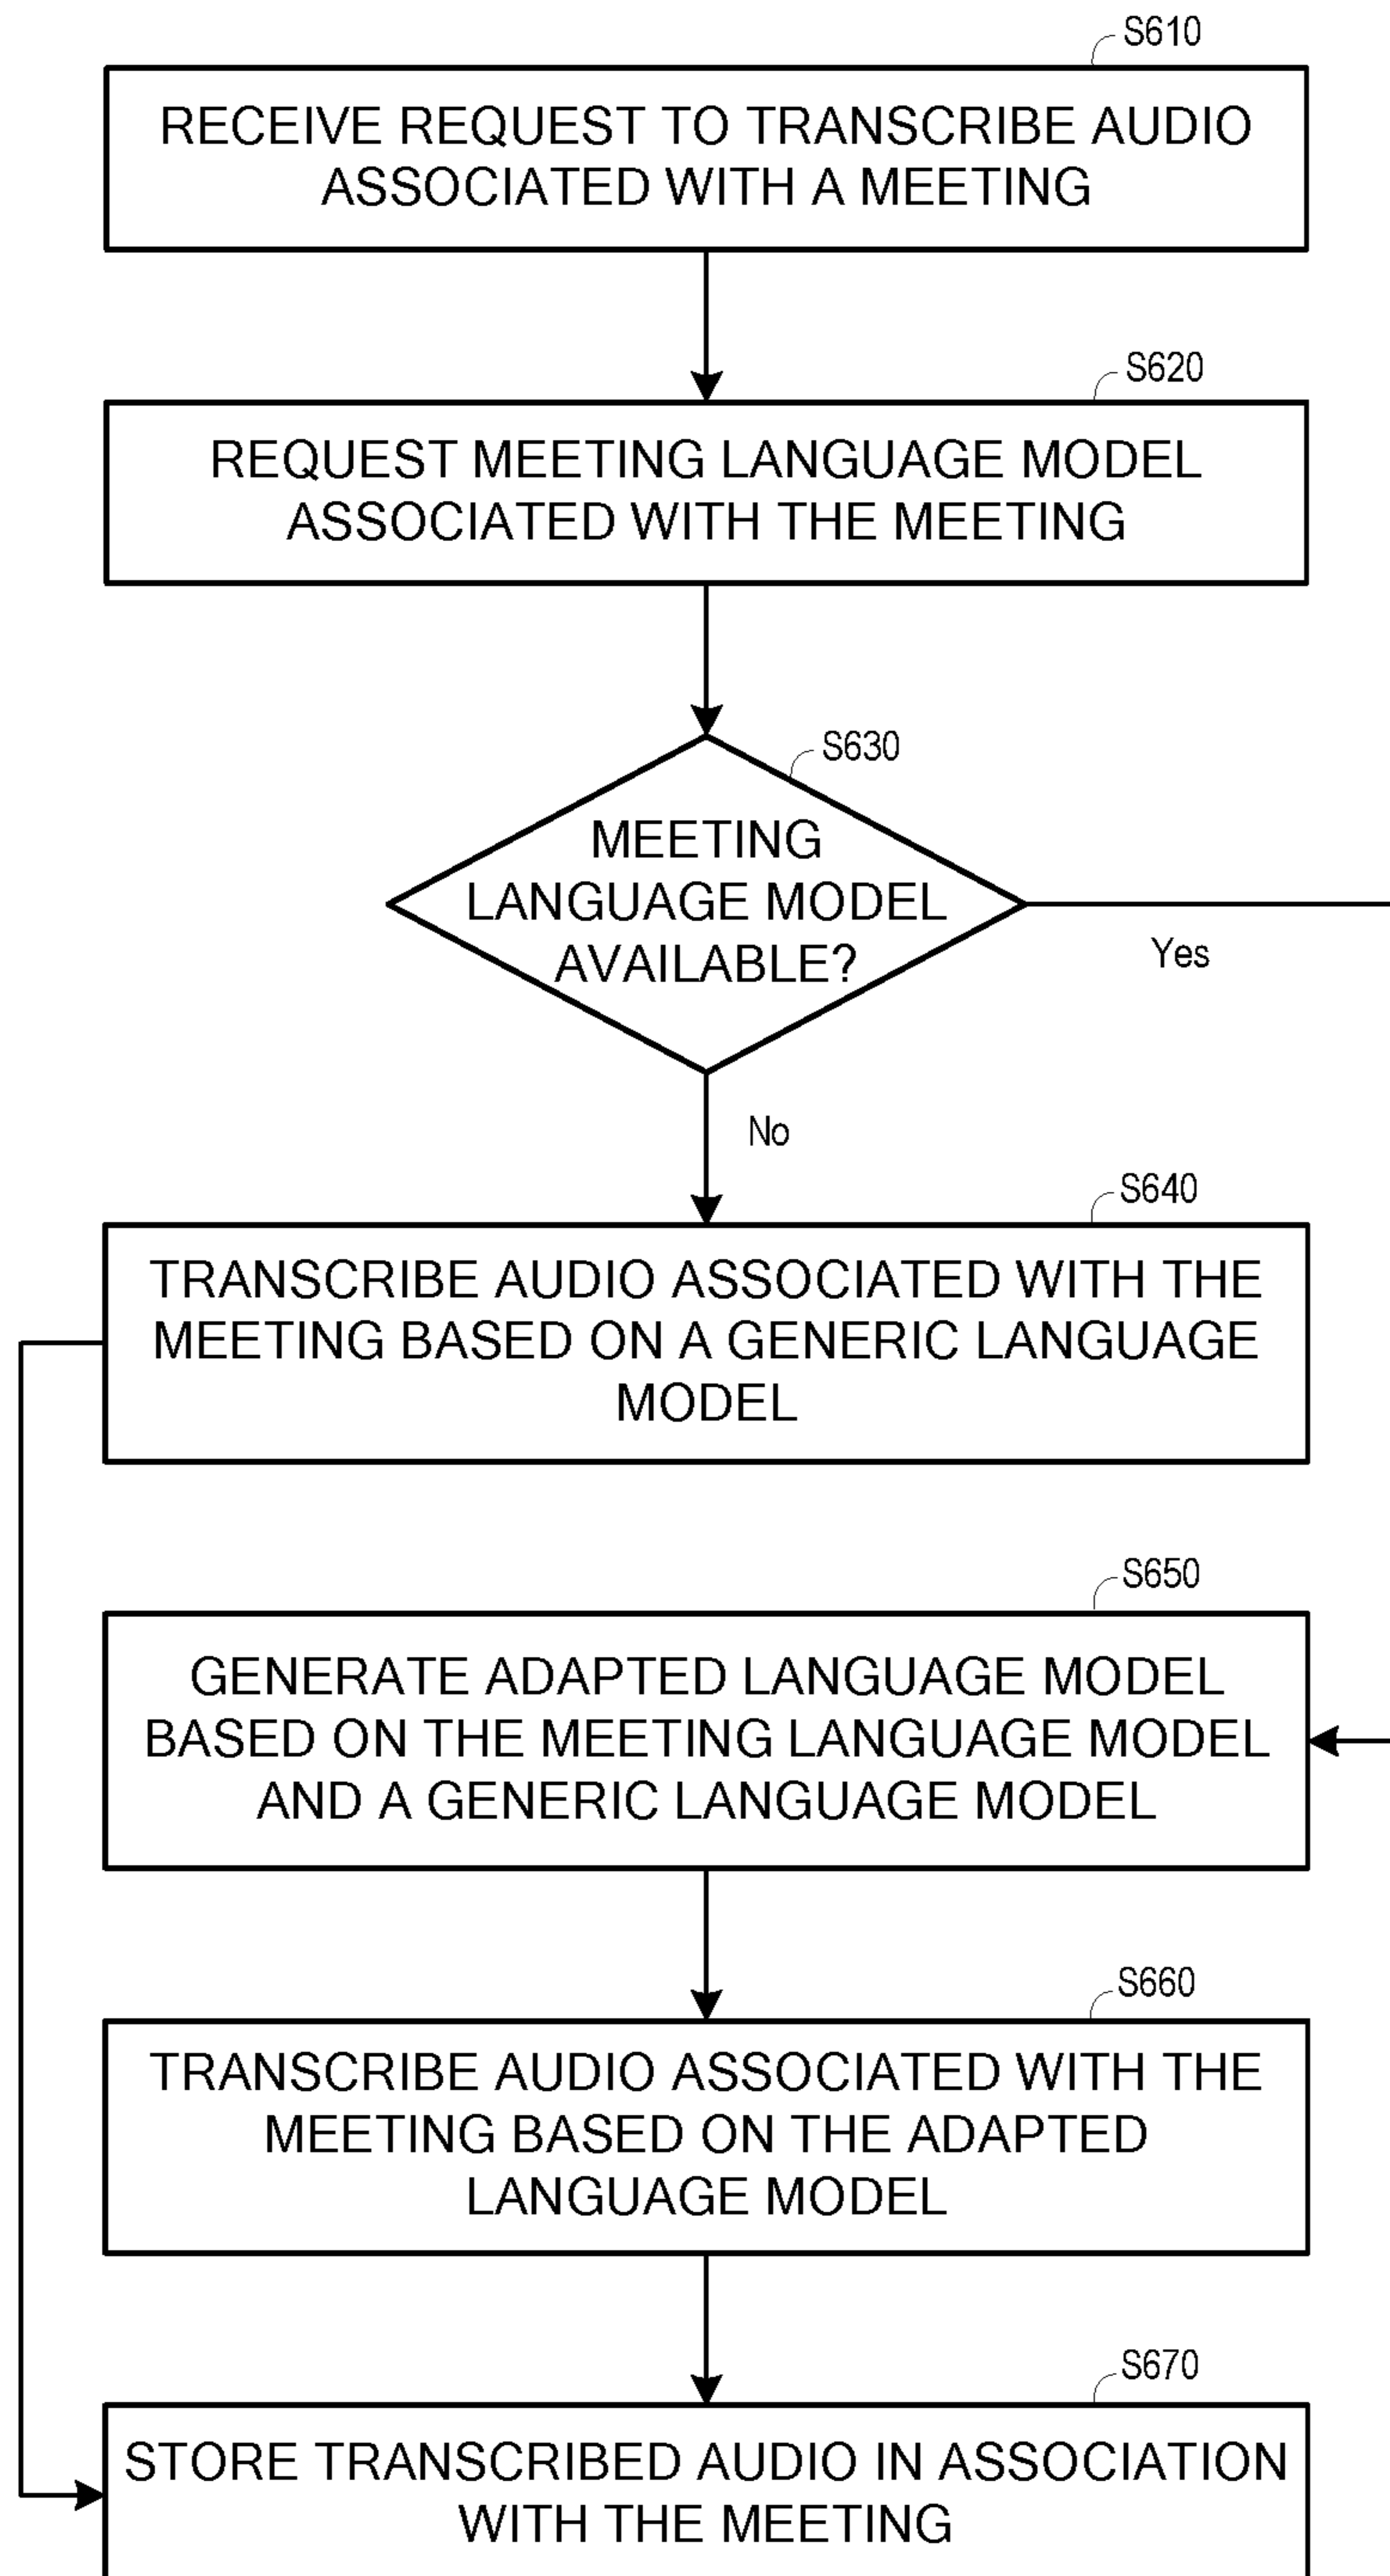 S610
RECEIVE REQUEST TO TRANSCRIBE AUDIO
ASSOCIATED WITH A MEETING
S620
REQUEST MEETING LANGUAGE MODEL
ASSOCIATED WITH THE MEETING
S630
MEETING
LANGUAGE MODEL
AVAILABLE?
Yes
No
S640
TRANSCRIBE AUDIO ASSOCIATED WITH THE
MEETING BASED ON A GENERIC LANGUAGE
MODEL
S650
GENERATE ADAPTED LANGUAGE MODEL
BASED ON THE MEETING LANGUAGE MODEL
AND A GENERIC LANGUAGE MODEL
S660
TRANSCRIBE AUDIO ASSOCIATED WITH THE
MEETING BASED ON THE ADAPTED
LANGUAGE MODEL
S670
STORE TRANSCRIBED AUDIO IN ASSOCIATION
WITH THE MEETING